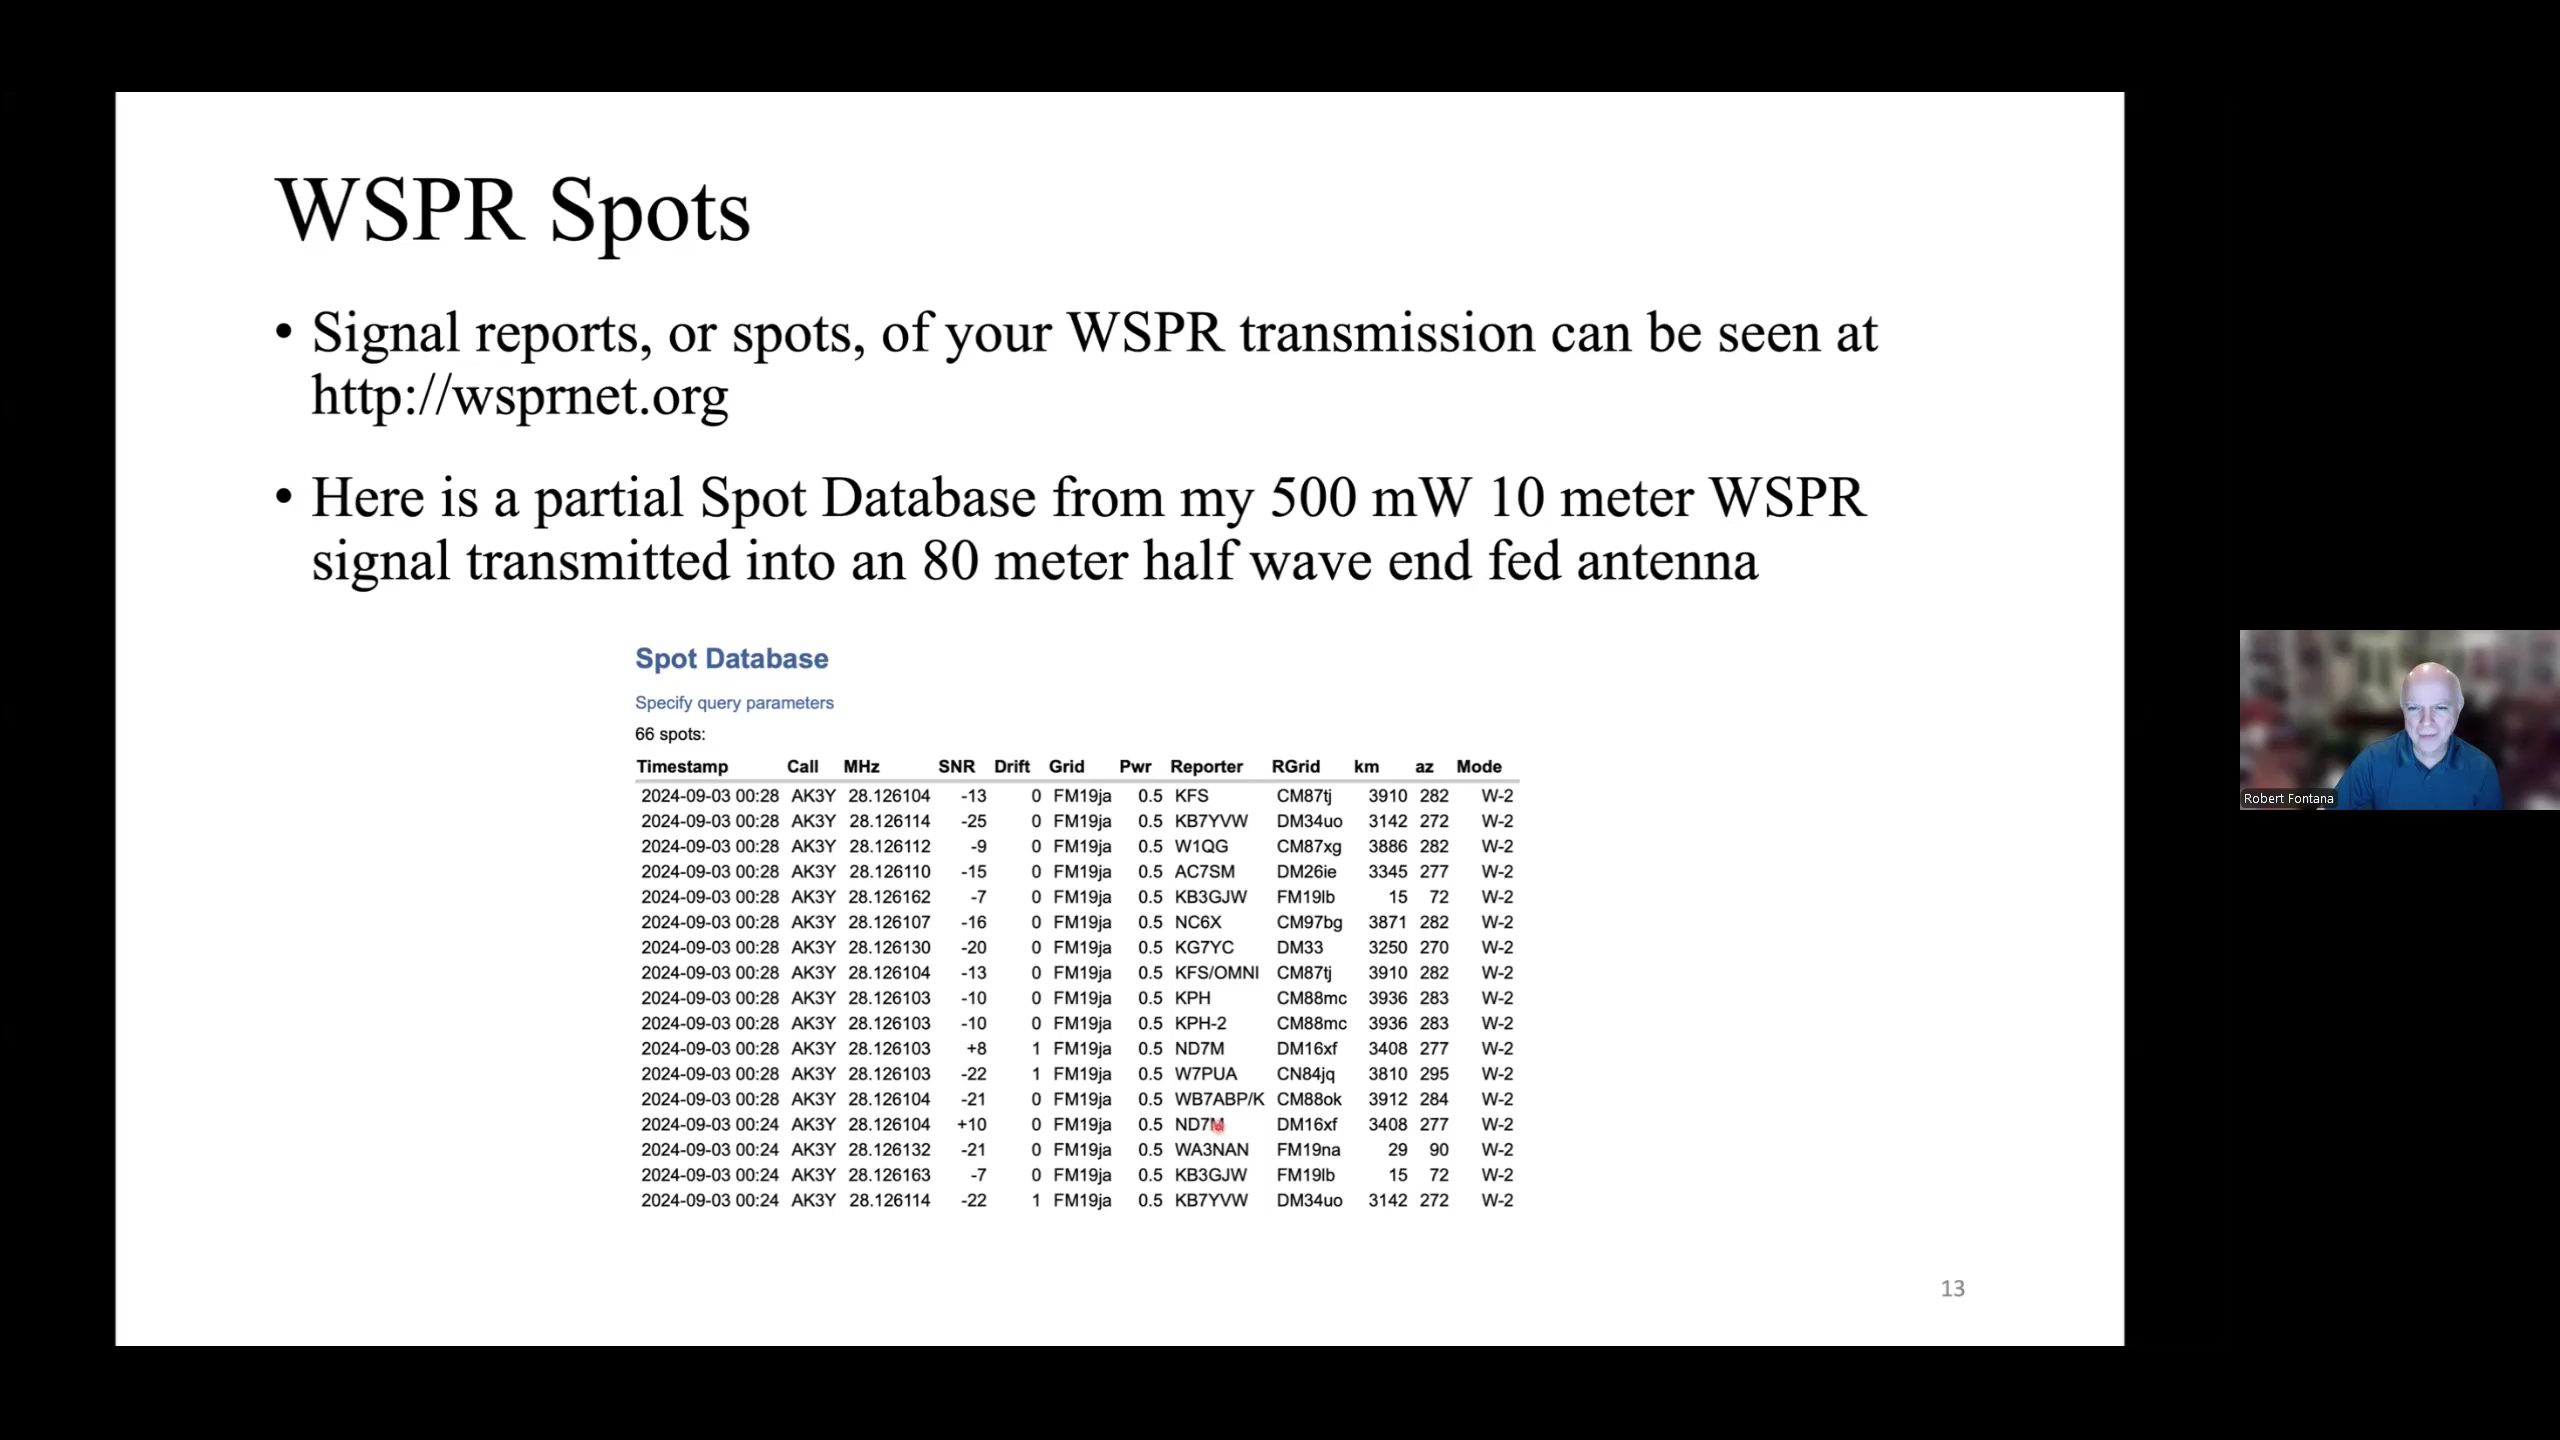 WSPR Spots
• Signal reports, or spots, of your WSPR transmission can be seen at
http://wsprnet.org
• Here is a partial Spot Database from my 500 mW 10 meter WSPR
signal transmitted into an 80 meter half wave end fed antenna
Spot Database
Specify query parameters
66 spots:
Timestamp Call MHz SNR Drift Grid Pwr Reporter RGrid km az Mode
2024-09-03 00:28 AK3Y 28.126104 -13 0 FM19ja 0.5 KFS CM87tj 3910 282 W-2
2024-09-03 00:28 AK3Y 28.126114 -25 0 FM19ja 0.5 KB7YVW DM34uo 3142 272 W-2
2024-09-03 00:28 AK3Y 28.126112 -9 0 FM19ja 0.5 W1QG CM87xg 3886 282 W-2
2024-09-03 00:28 AK3Y 28.126110 -15 0 FM19ja 0.5 AC7SM DM26ie 3345 277 W-2
2024-09-03 00:28 AK3Y 28.126162 -7 0 FM19ja 0.5 KB3GJW FM19lb 15 72 W-2
2024-09-03 00:28 AK3Y 28.126107 -16 0 FM19ja 0.5 NC6X CM97bg 3871 282 W-2
2024-09-03 00:28 AK3Y 28.126130 -20 0 FM19ja 0.5 KG7YC DM33 3250 270 W-2
2024-09-03 00:28 AK3Y 28.126104 -13 0 FM19ja 0.5 KFS/OMNI CM87tj 3910 282 W-2
2024-09-03 00:28 AK3Y 28.126103 -10 0 FM19ja 0.5 KPH CM88mc 3936 283 W-2
2024-09-03 00:28 AK3Y 28.126103 -10 0 FM19ja 0.5 KPH-2 CM88mc 3936 283 W-2
2024-09-03 00:28 AK3Y 28.126103 +8 1 FM19ja 0.5 ND7M DM16xf 3408 277 W-2
2024-09-03 00:28 AK3Y 28.126103 -22 1 FM19ja 0.5 W7PUA CN84jq 3810 295 W-2
2024-09-03 00:28 AK3Y 28.126104 -21 0 FM19ja 0.5 WB7ABP/K CM88ok 3912 284 W-2
2024-09-03 00:24 AK3Y 28.126104 +10 0 FM19ja 0.5 ND7M DM16xf 3408 277 W-2
2024-09-03 00:24 AK3Y 28.126132 -21 0 FM19ja 0.5 WA3NAN FM19na 29 90 W-2
2024-09-03 00:24 AK3Y 28.126163 -7 0 FM19ja 0.5 KB3GJW FM19lb 15 72 W-2
2024-09-03 00:24 AK3Y 28.126114 -22 1 FM19ja 0.5 KB7YVW DM34uo 3142 272 W-2
13
Robert Fontana